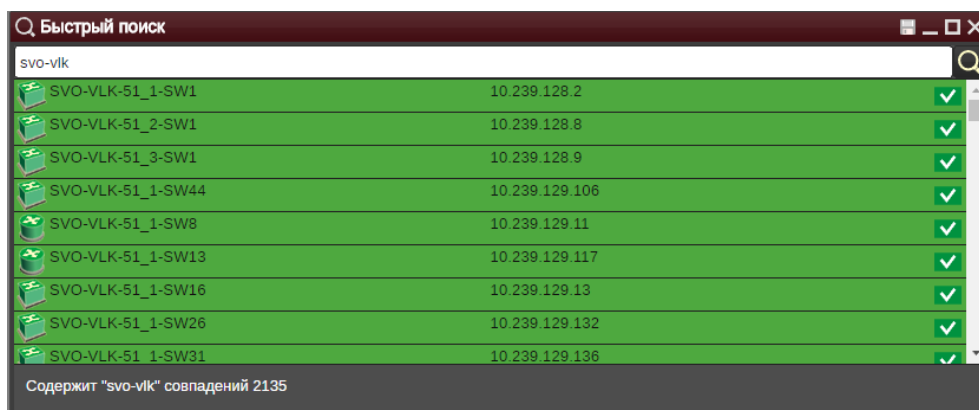 Быстрый поиск
svo-vlk
SVO-VLK-51_1-SW1 10.239.128.2
SVO-VLK-51_2-SW1 10.239.128.8
SVO-VLK-51_3-SW1 10.239.128.9
SVO-VLK-51_1-SW44 10.239.129.106
SVO-VLK-51_1-SW8 10.239.129.11
SVO-VLK-51_1-SW13 10.239.129.117
SVO-VLK-51_1-SW16 10.239.129.13
SVO-VLK-51_1-SW26 10.239.129.132
SVO-VLK-51_1-SW31 10.239.129.136
Содержит "svo-vlk" совпадений 2135